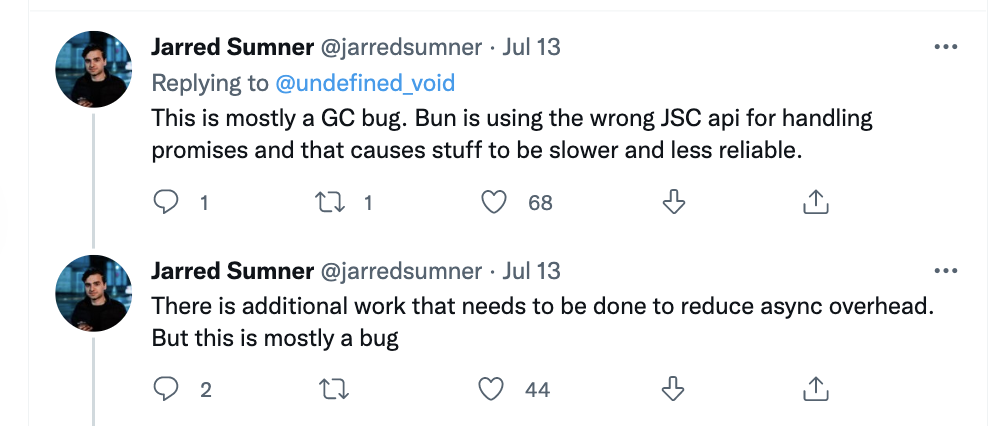 Jarred Sumner @jarredsumner · Jul 13
Replying to @undefined_void
This is mostly a GC bug. Bun is using the wrong JSC api for handling
promises and that causes stuff to be slower and less reliable.
1 1 68
Jarred Sumner @jarredsumner · Jul 13
There is additional work that needs to be done to reduce async overhead.
But this is mostly a bug
2 44